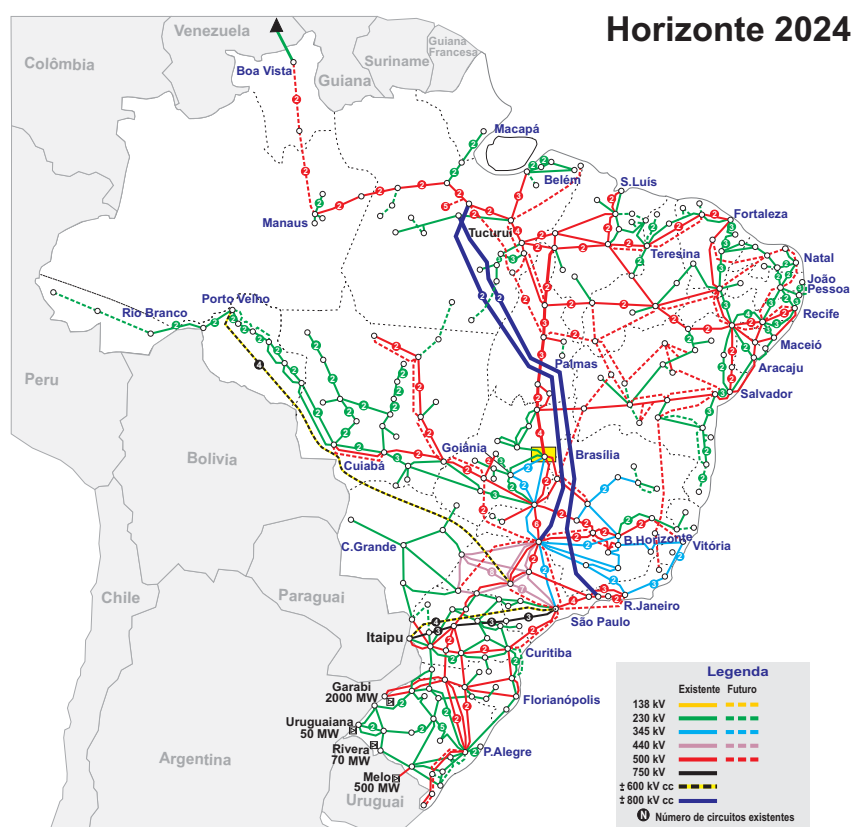 Horizonte 2024
Venezuela
Colômbia
Suriname
Guiana
Francesa
Boa Vista
Guiana
Macapá
Belém
S.Luís
Manaus
Fortaleza
Tucuruí
Teresina
Natal
João
Pessoa
Porto Velho
Rio Branco
Recife
Maceió
Palmas
Aracaju
Peru
Salvador
Goiânia
Brasília
Bolivia
Cuiabá
C.Grande
B.Horizonte
Vitória
Chile
Paraguai
R.Janeiro
São Paulo
Itaipu
Curitiba
Garabi
2000 MW
Florianópolis
Uruguaiana
50 MW
Rivera
70 MW
P.Alegre
Argentina
Melo
500 MW
Uruguai
Legenda
Existente Futuro
138 kV
230 kV
345 kV
440 kV
500 kV
750 kV
± 600 kV cc
± 800 kV cc
N Número de circuitos existentes